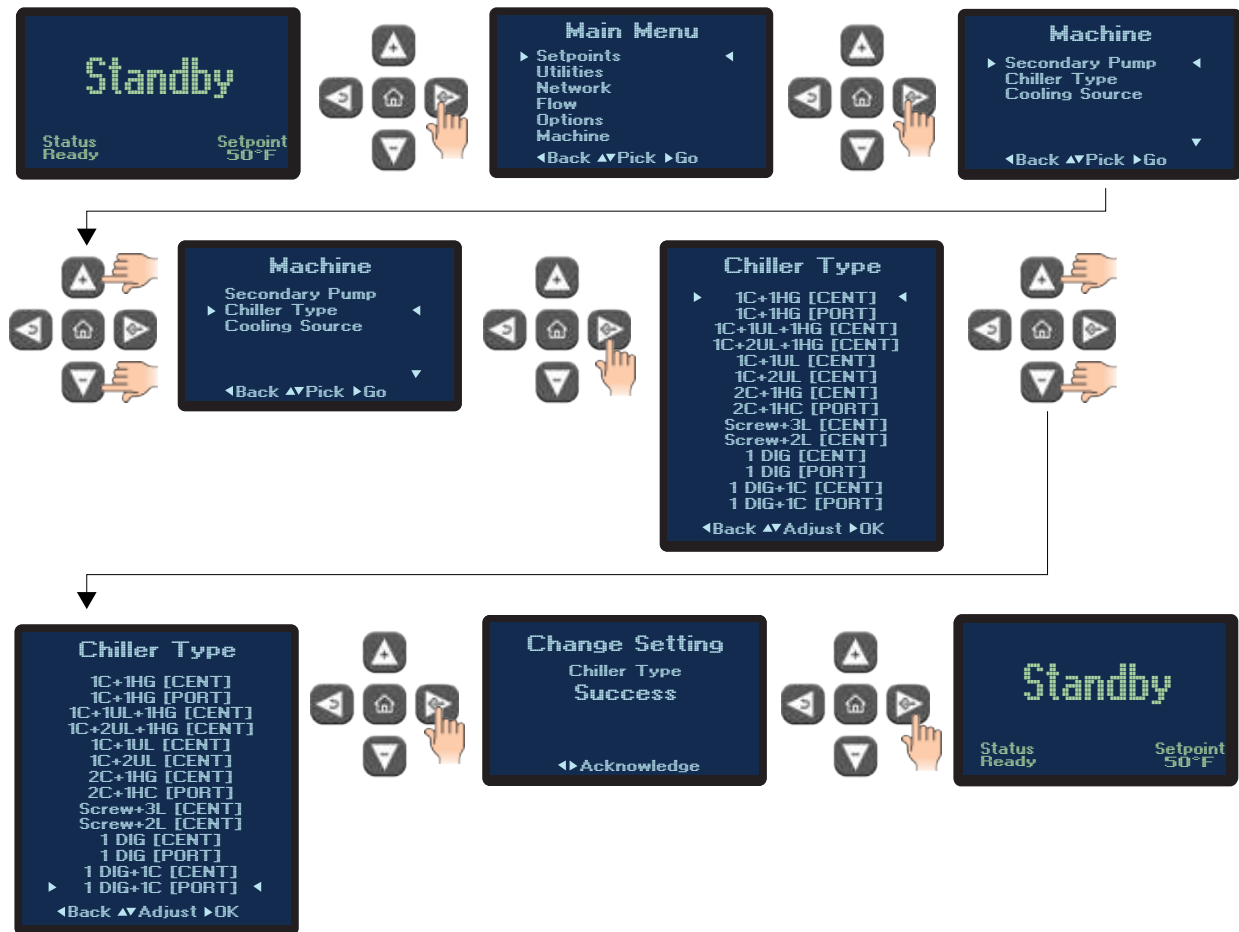 Standby
Status
Ready
Setpoint
50°F
Main Menu
▶ Setpoints ◀
Utilities
Network
Flow
Options
Machine
◀Back ▲▼Pick ▶Go
Machine
▶ Secondary Pump ◀
Chiller Type
Cooling Source
▼
◀Back ▲▼Pick ▶Go
Machine
Secondary Pump
▶ Chiller Type ◀
Cooling Source
▼
◀Back ▲▼Pick ▶Go
Chiller Type
▶ 1C+1HG [CENT] ◀
1C+1HG [PORT]
1C+1UL+1HG [CENT]
1C+2UL+1HG [CENT]
1C+1UL [CENT]
1C+2UL [CENT]
2C+1HG [CENT]
2C+1HC [PORT]
Screw+3L [CENT]
Screw+2L [CENT]
1 DIG [CENT]
1 DIG [PORT]
1 DIG+1C [CENT]
1 DIG+1C [PORT]
◀Back ▲▼Adjust ▶OK
Chiller Type
1C+1HG [CENT]
1C+1HG [PORT]
1C+1UL+1HG [CENT]
1C+2UL+1HG [CENT]
1C+1UL [CENT]
1C+2UL [CENT]
2C+1HG [CENT]
2C+1HC [PORT]
Screw+3L [CENT]
Screw+2L [CENT]
1 DIG [CENT]
1 DIG [PORT]
1 DIG+1C [CENT]
▶ 1 DIG+1C [PORT] ◀
◀Back ▲▼Adjust ▶OK
Change Setting
Chiller Type
Success
◀▶Acknowledge
Standby
Status
Ready
Setpoint
50°F